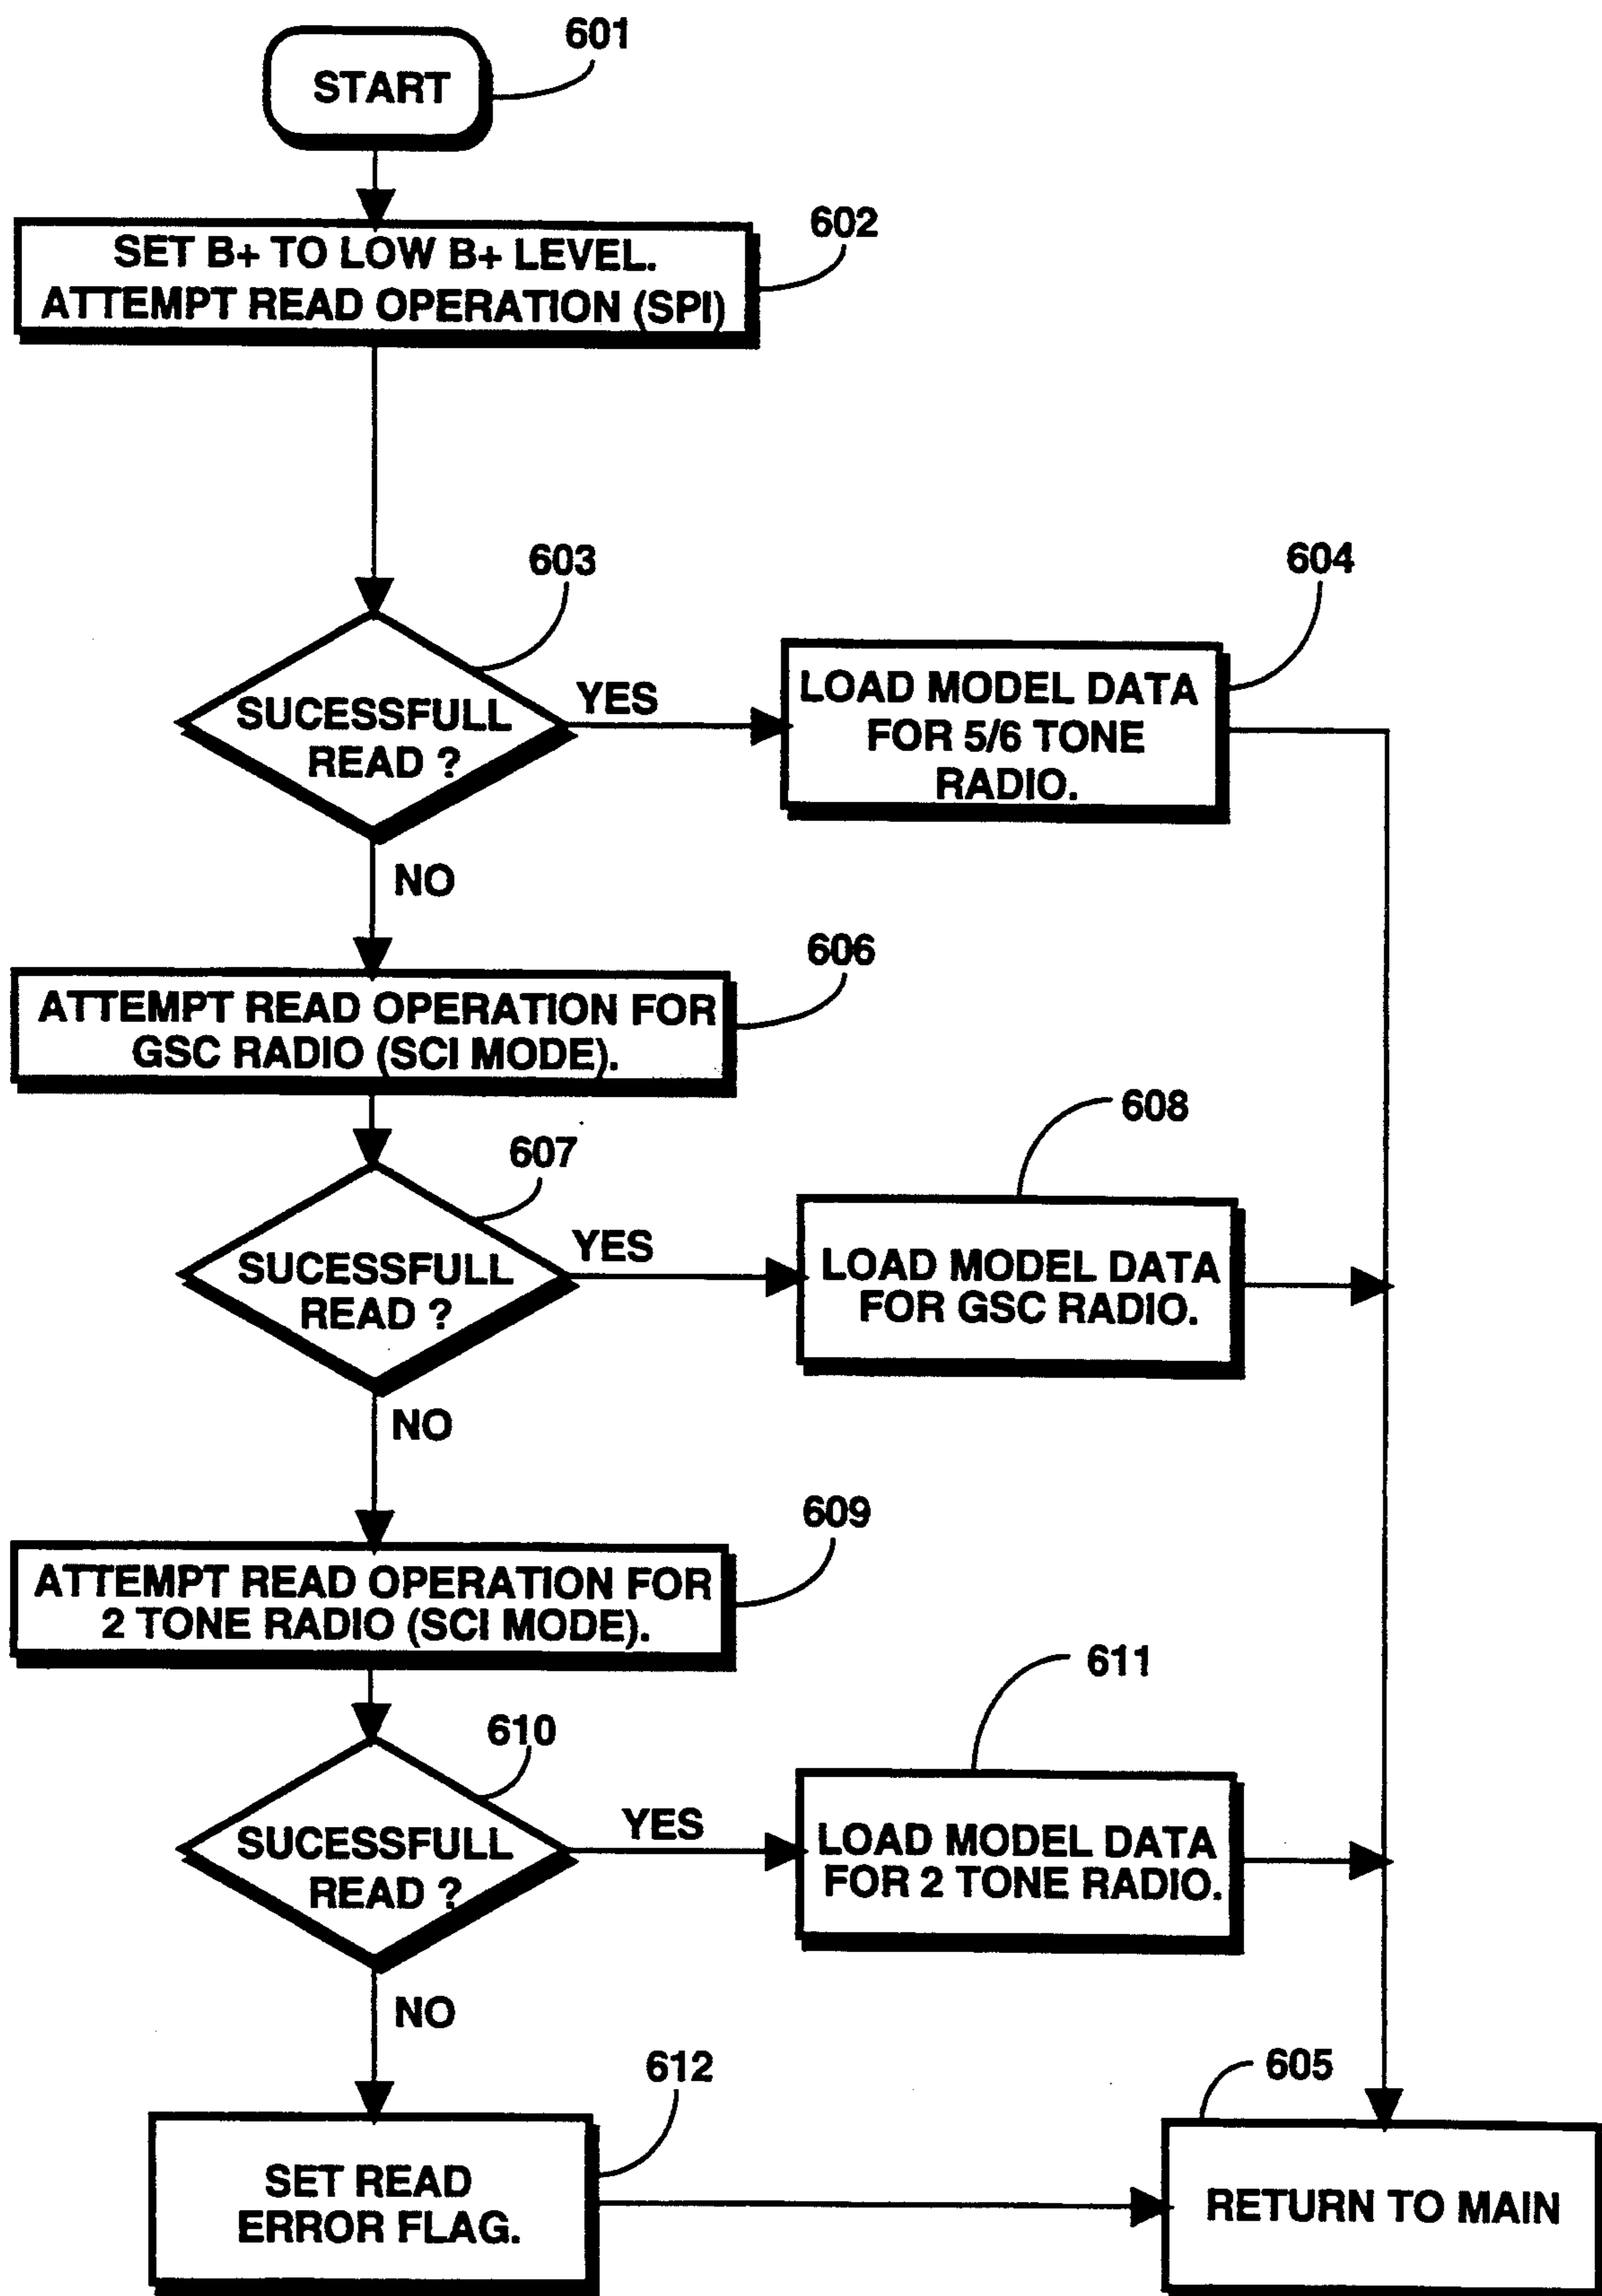 601
START
602
SET B+ TO LOW B+ LEVEL.
ATTEMPT READ OPERATION (SPI)
603
604
SUCESSFULL
READ ?
YES
LOAD MODEL DATA
FOR 5/6 TONE
RADIO.
NO
606
ATTEMPT READ OPERATION FOR
GSC RADIO (SCI MODE).
607
608
SUCESSFULL
READ ?
YES
LOAD MODEL DATA
FOR GSC RADIO.
NO
609
ATTEMPT READ OPERATION FOR
2 TONE RADIO (SCI MODE).
610
611
SUCESSFULL
READ ?
YES
LOAD MODEL DATA
FOR 2 TONE RADIO.
NO
612
605
SET READ
ERROR FLAG.
RETURN TO MAIN